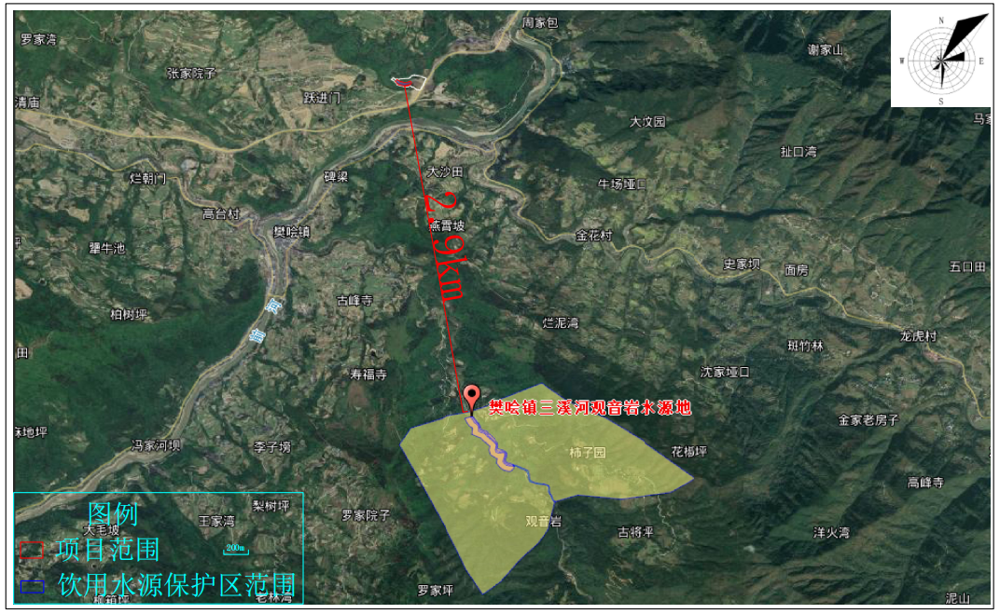 周家包
罗家湾
谢家山
N
W
E
S
张家院子
跃进门
清庙
大坟园
马家
扯口湾
烂朝门
碑梁
大沙田
牛场垭口
高台村
樊哙镇
燕霄坡
金花村
2.9km
犀牛池
史家坝
面房
五口田
古峰寺
前 河
柏树坪
烂泥湾
龙虎村
田
斑竹林
寿福寺
沈家垭口
樊哙镇三溪河观音岩水源地
金家老房子
麻地坪
冯家河坝
李子塝
柿子园
花椒坪
高峰寺
梨树坪
罗家院子
王家湾
观音岩
古将坪
洋火湾
图例
大毛坡
项目范围
200m
饮用水源保护区范围
罗家坪
老林湾
泥山